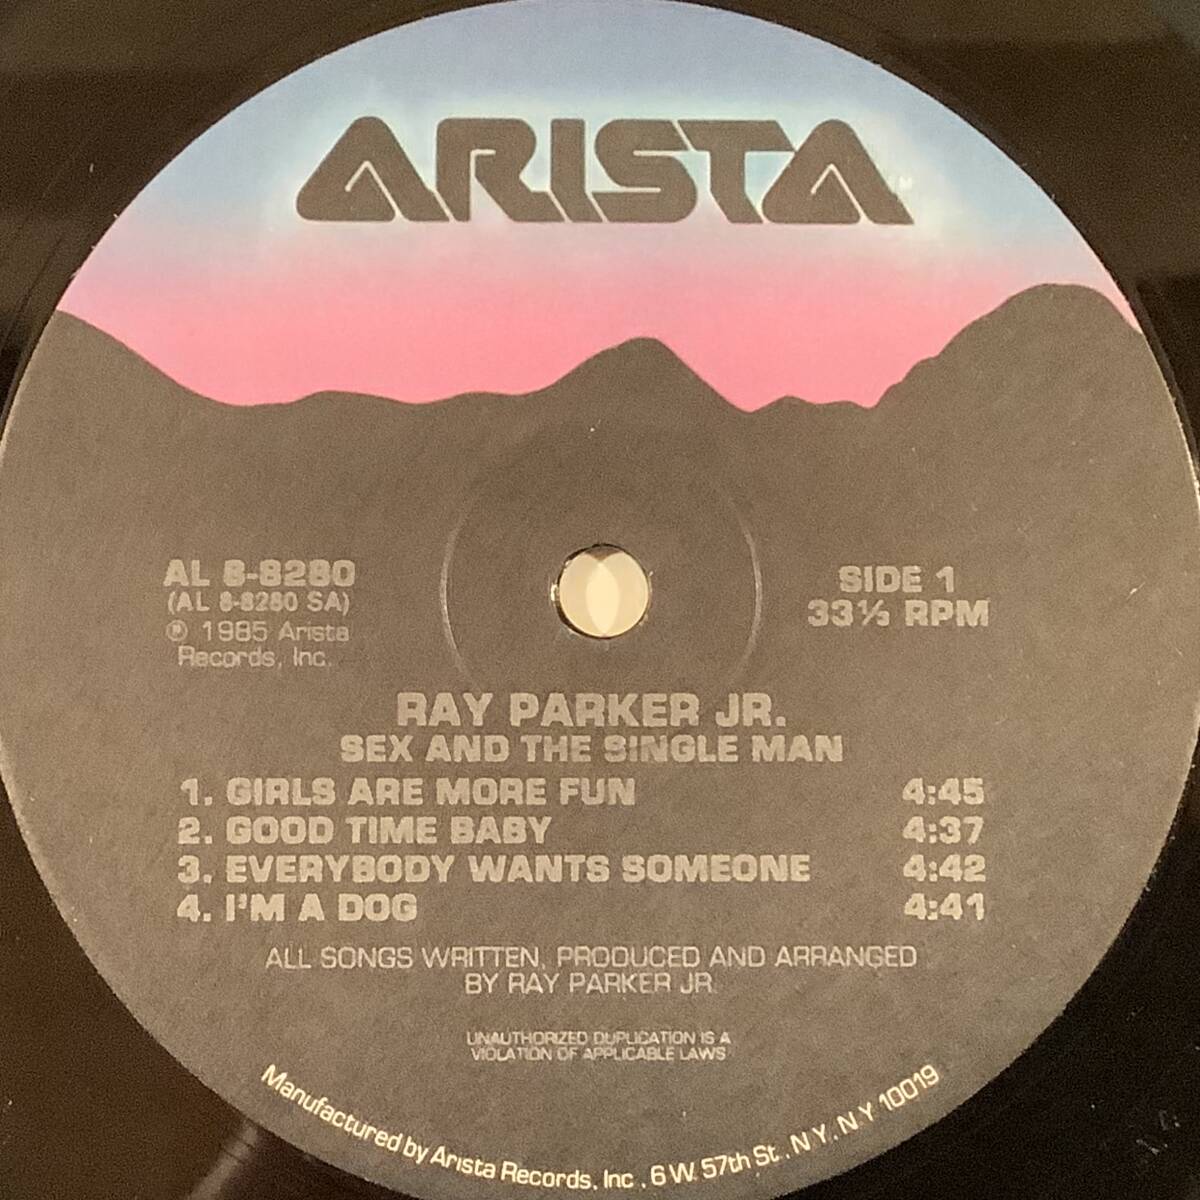 ARISTA
AL 8-8280
(AL 8-8280 SA)
℗ 1985 Arista
Records, Inc.
SIDE 1
33⅓ RPM
RAY PARKER JR.
SEX AND THE SINGLE MAN
1. GIRLS ARE MORE FUN 4:45
2. GOOD TIME BABY 4:37
3. EVERYBODY WANTS SOMEONE 4:42
4. I'M A DOG 4:41
ALL SONGS WRITTEN, PRODUCED AND ARRANGED
BY RAY PARKER JR.
UNAUTHORIZED DUPLICATION IS A
VIOLATION OF APPLICABLE LAWS
Manufactured by Arista Records, Inc., 6 W. 57th St., N.Y., N.Y. 10019